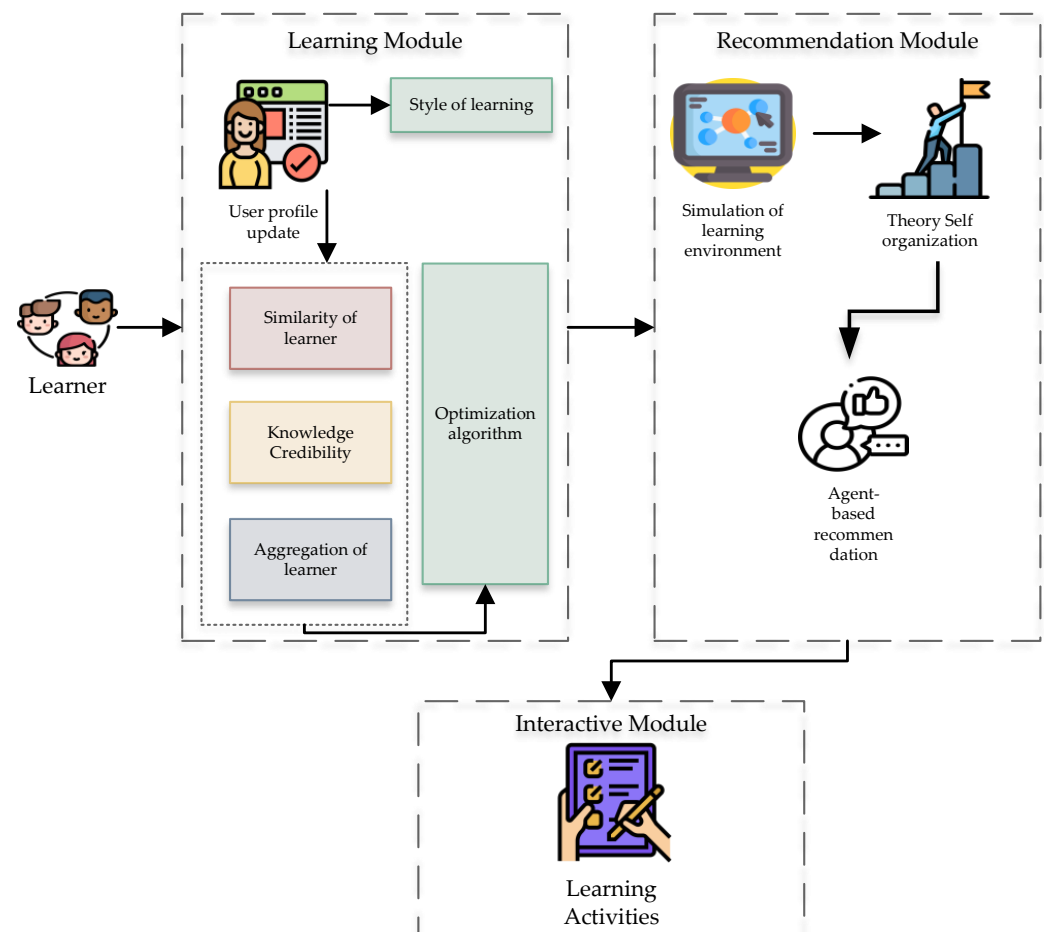 Learning Module
Style of learning
User profile
update
Similarity of
learner
Knowledge
Credibility
Aggregation of
learner
Optimization
algorithm
Learner
Recommendation Module
Simulation of
learning
environment
Theory Self
organization
Agent-
based
recommen
dation
Interactive Module
Learning
Activities